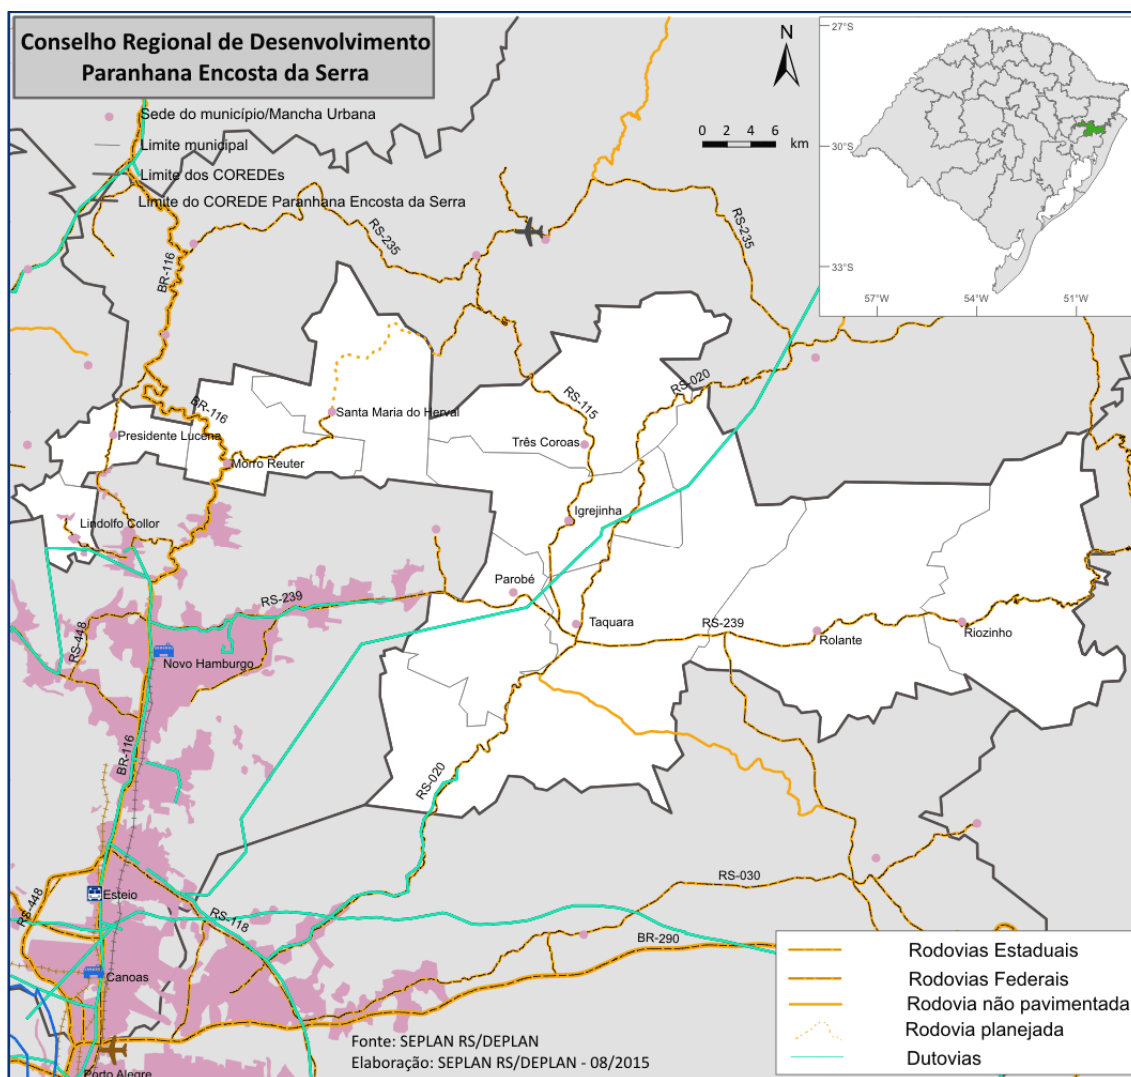 Conselho Regional de Desenvolvimento
Paranhana Encosta da Serra
Sede do município/Mancha Urbana
Limite municipal
Limite dos COREDEs
Limite do COREDE Paranhana Encosta da Serra
N
0 2 4 6
km
27°S
30°S
33°S
57°W 54°W 51°W
RS-235
RS-235
BR-116
RS-020
BR-116
RS-115
Santa Maria do Herval
Presidente Lucena
Três Coroas
Morro Reuter
Igrejinha
Lindolfo Collor
Parobé
RS-239
Taquara
RS-239
Rolante
Riozinho
RS-448
Novo Hamburgo
BR-116
RS-020
RS-030
Esteio
RS-448
RS-118
BR-290
Canoas
Porto Alegre
Fonte: SEPLAN RS/DEPLAN
Elaboração: SEPLAN RS/DEPLAN - 08/2015
Rodovias Estaduais
Rodovias Federais
Rodovia não pavimentada
Rodovia planejada
Dutovias